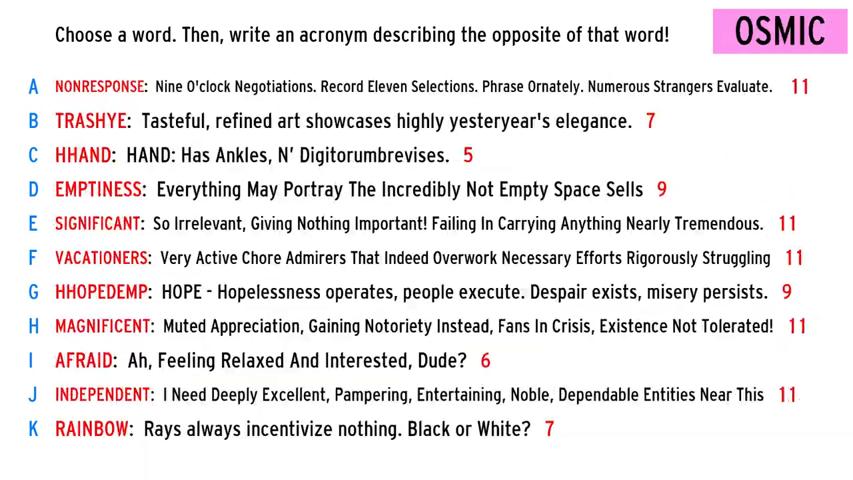 Choose a word. Then, write an acronym describing the opposite of that word!
OSMIC
A NONRESPONSE: Nine O'clock Negotiations. Record Eleven Selections. Phrase Ornately. Numerous Strangers Evaluate. 11
B TRASHYE: Tasteful, refined art showcases highly yesteryear's elegance. 7
C HHAND: HAND: Has Ankles, N' Digitorumbrevises. 5
D EMPTINESS: Everything May Portray The Incredibly Not Empty Space Sells 9
E SIGNIFICANT: So Irrelevant, Giving Nothing Important! Failing In Carrying Anything Nearly Tremendous. 11
F VACATIONERS: Very Active Chore Admirers That Indeed Overwork Necessary Efforts Rigorously Struggling 11
G HHOPEDEMP: HOPE - Hopelessness operates, people execute. Despair exists, misery persists. 9
H MAGNIFICENT: Muted Appreciation, Gaining Notoriety Instead, Fans In Crisis, Existence Not Tolerated! 11
I AFRAID: Ah, Feeling Relaxed And Interested, Dude? 6
J INDEPENDENT: I Need Deeply Excellent, Pampering, Entertaining, Noble, Dependable Entities Near This 11
K RAINBOW: Rays always incentivize nothing. Black or White? 7